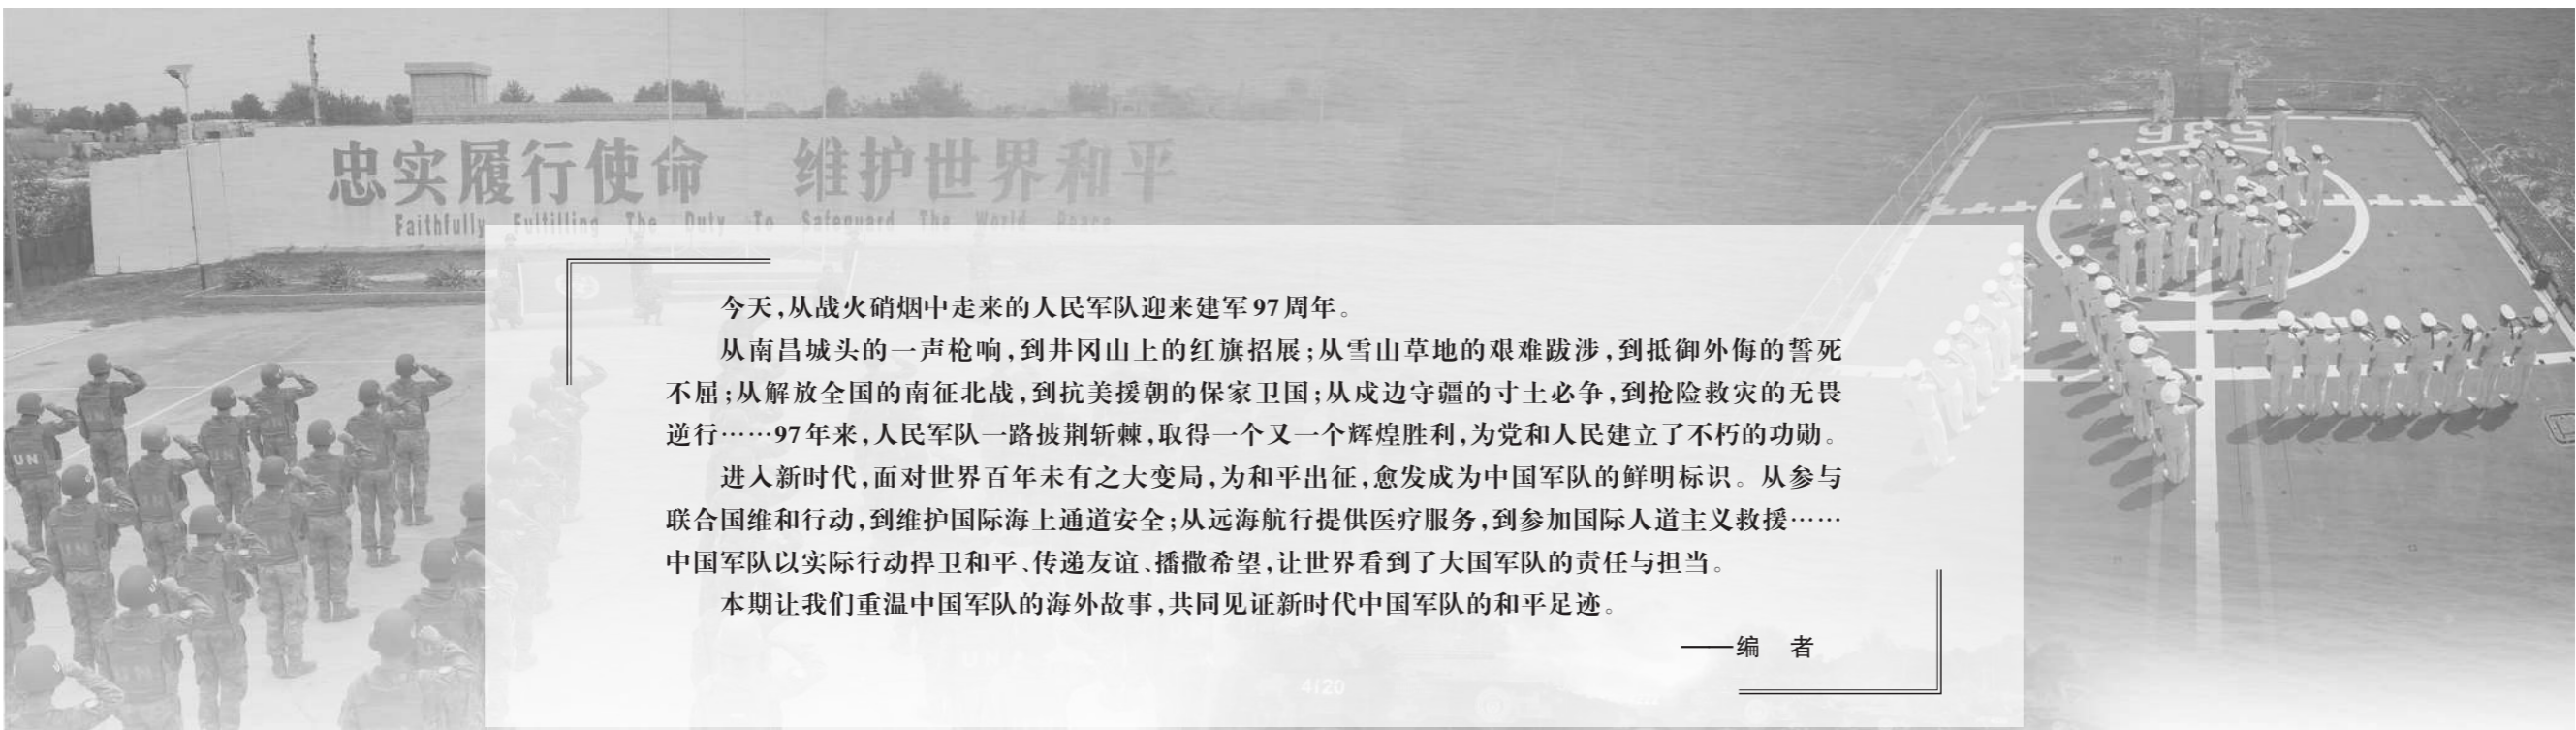 忠实履行使命 维护世界和平
Faithfully Fulfilling The Duty To Safeguard The World Peace
586
UN
UN
UN
UN
UN
UN
今天,从战火硝烟中走来的人民军队迎来建军97周年。
从南昌城头的一声枪响,到井冈山上的红旗招展;从雪山草地的艰难跋涉,到抵御外侮的誓死
不屈;从解放全国的南征北战,到抗美援朝的保家卫国;从戍边守疆的寸土必争,到抢险救灾的无畏
逆行……97年来,人民军队一路披荆斩棘,取得一个又一个辉煌胜利,为党和人民建立了不朽的功勋。
进入新时代,面对世界百年未有之大变局,为和平出征,愈发成为中国军队的鲜明标识。从参与
联合国维和行动,到维护国际海上通道安全;从远海航行提供医疗服务,到参加国际人道主义救援……
中国军队以实际行动捍卫和平、传递友谊、播撒希望,让世界看到了大国军队的责任与担当。
本期让我们重温中国军队的海外故事,共同见证新时代中国军队的和平足迹。
——编 者
UN
4120